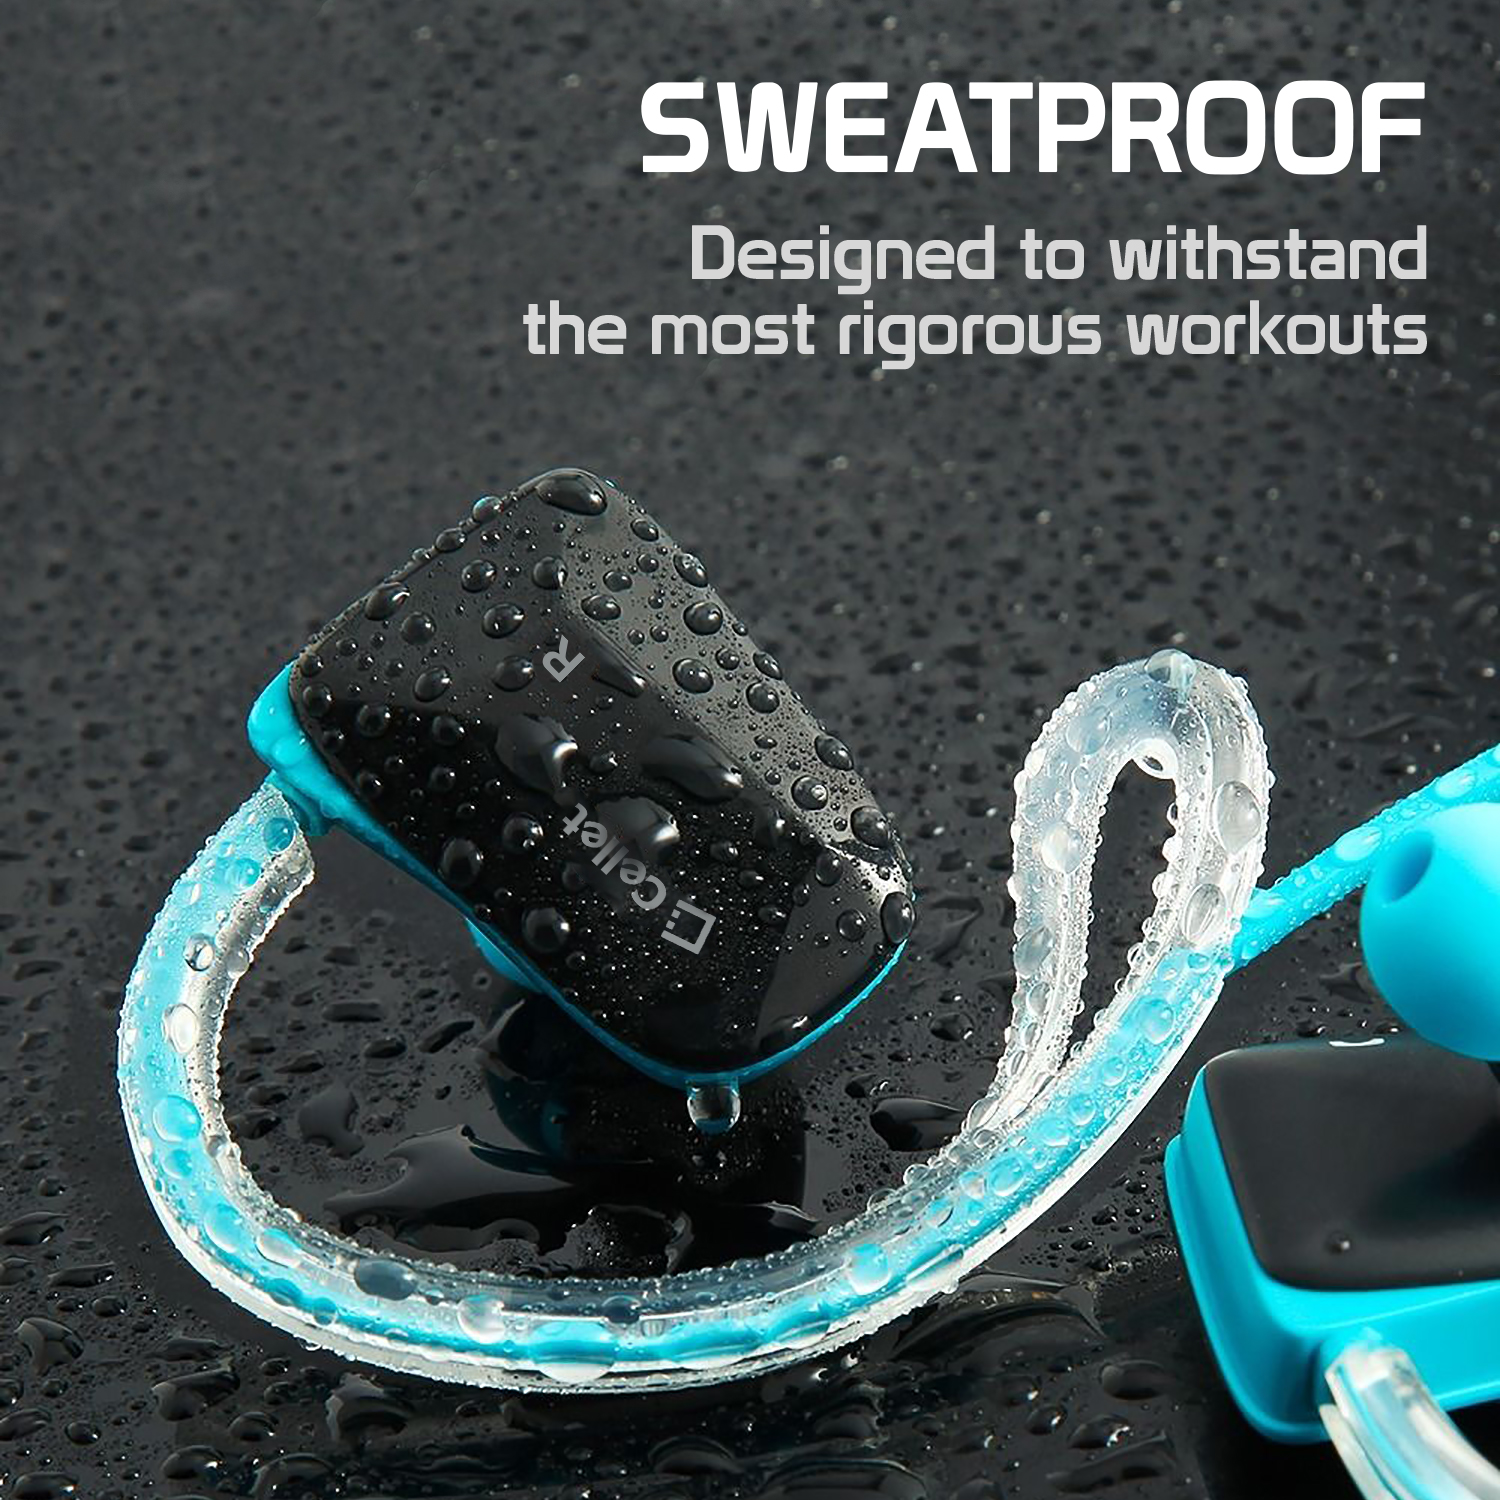 SWEATPROOF
Designed to withstand
the most rigorous workouts
R
Cellet